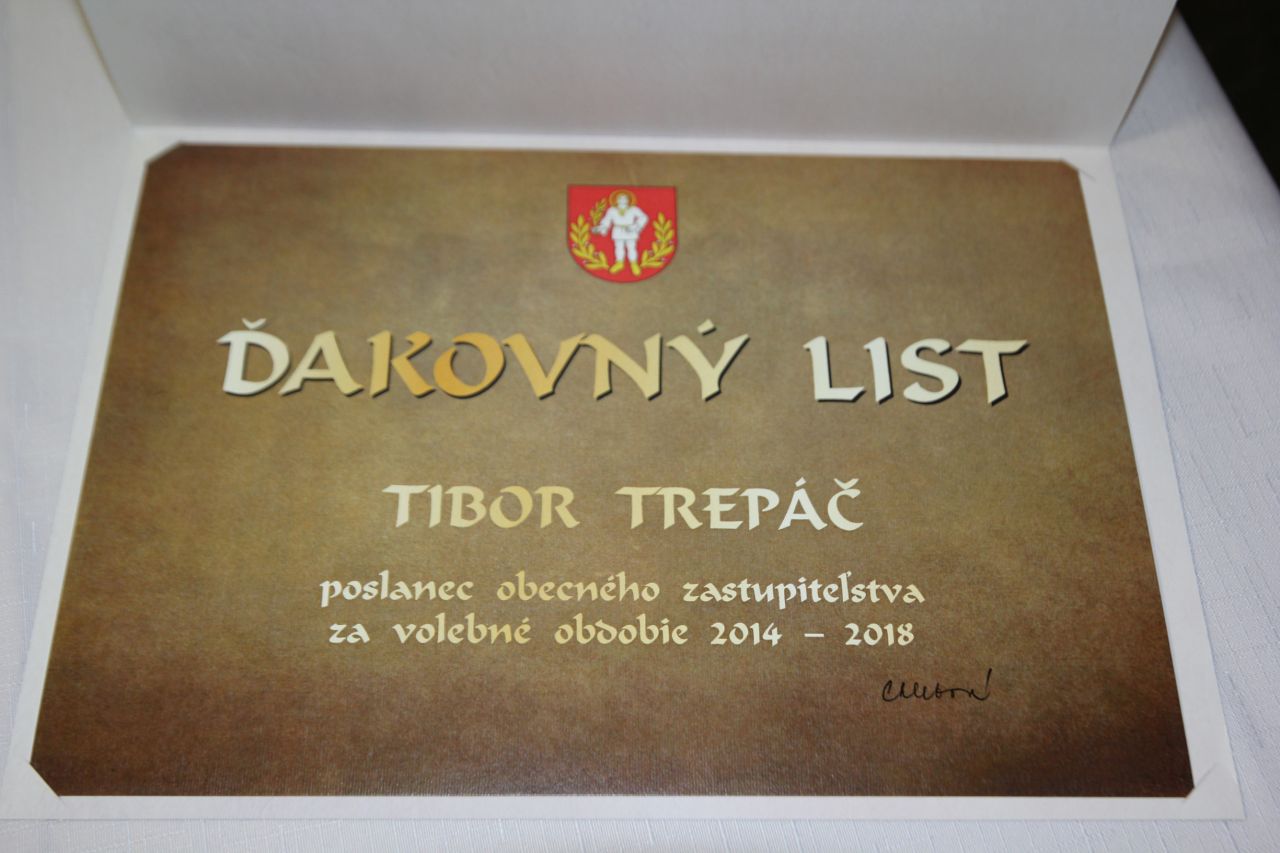 ĎAKOVNÝ LIST
TIBOR TREPÁČ
poslanec obecného zastupiteľstva
za volebné obdobie 2014 – 2018